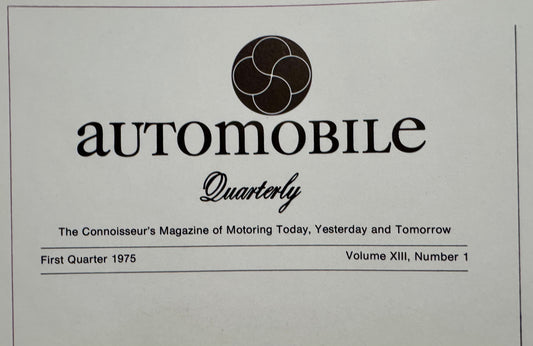 aUTOmOBILe
Quarterly
The Connoisseur's Magazine of Motoring Today, Yesterday and Tomorrow
First Quarter 1975 Volume XIII, Number 1